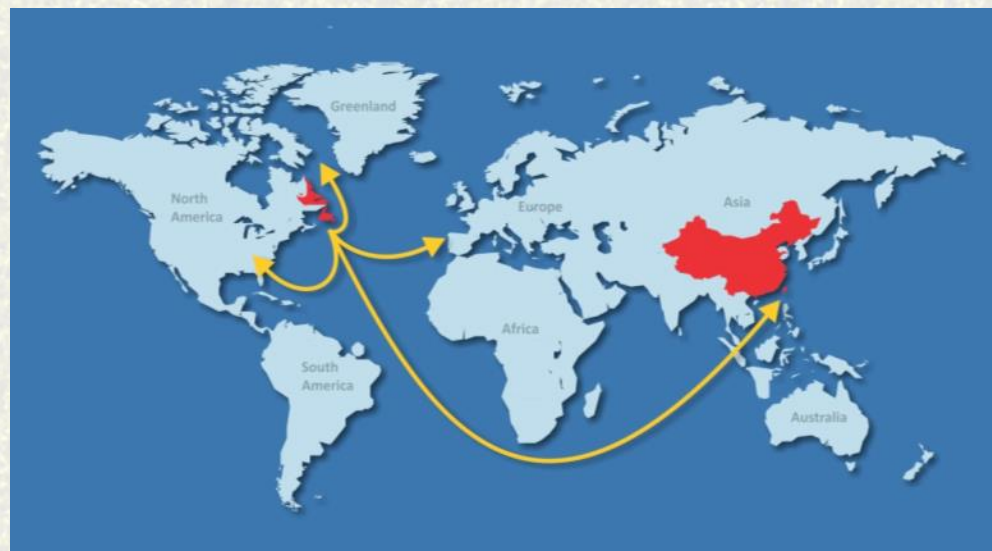 Greenland
North
America
Europe
Asia
Africa
South
America
Australia